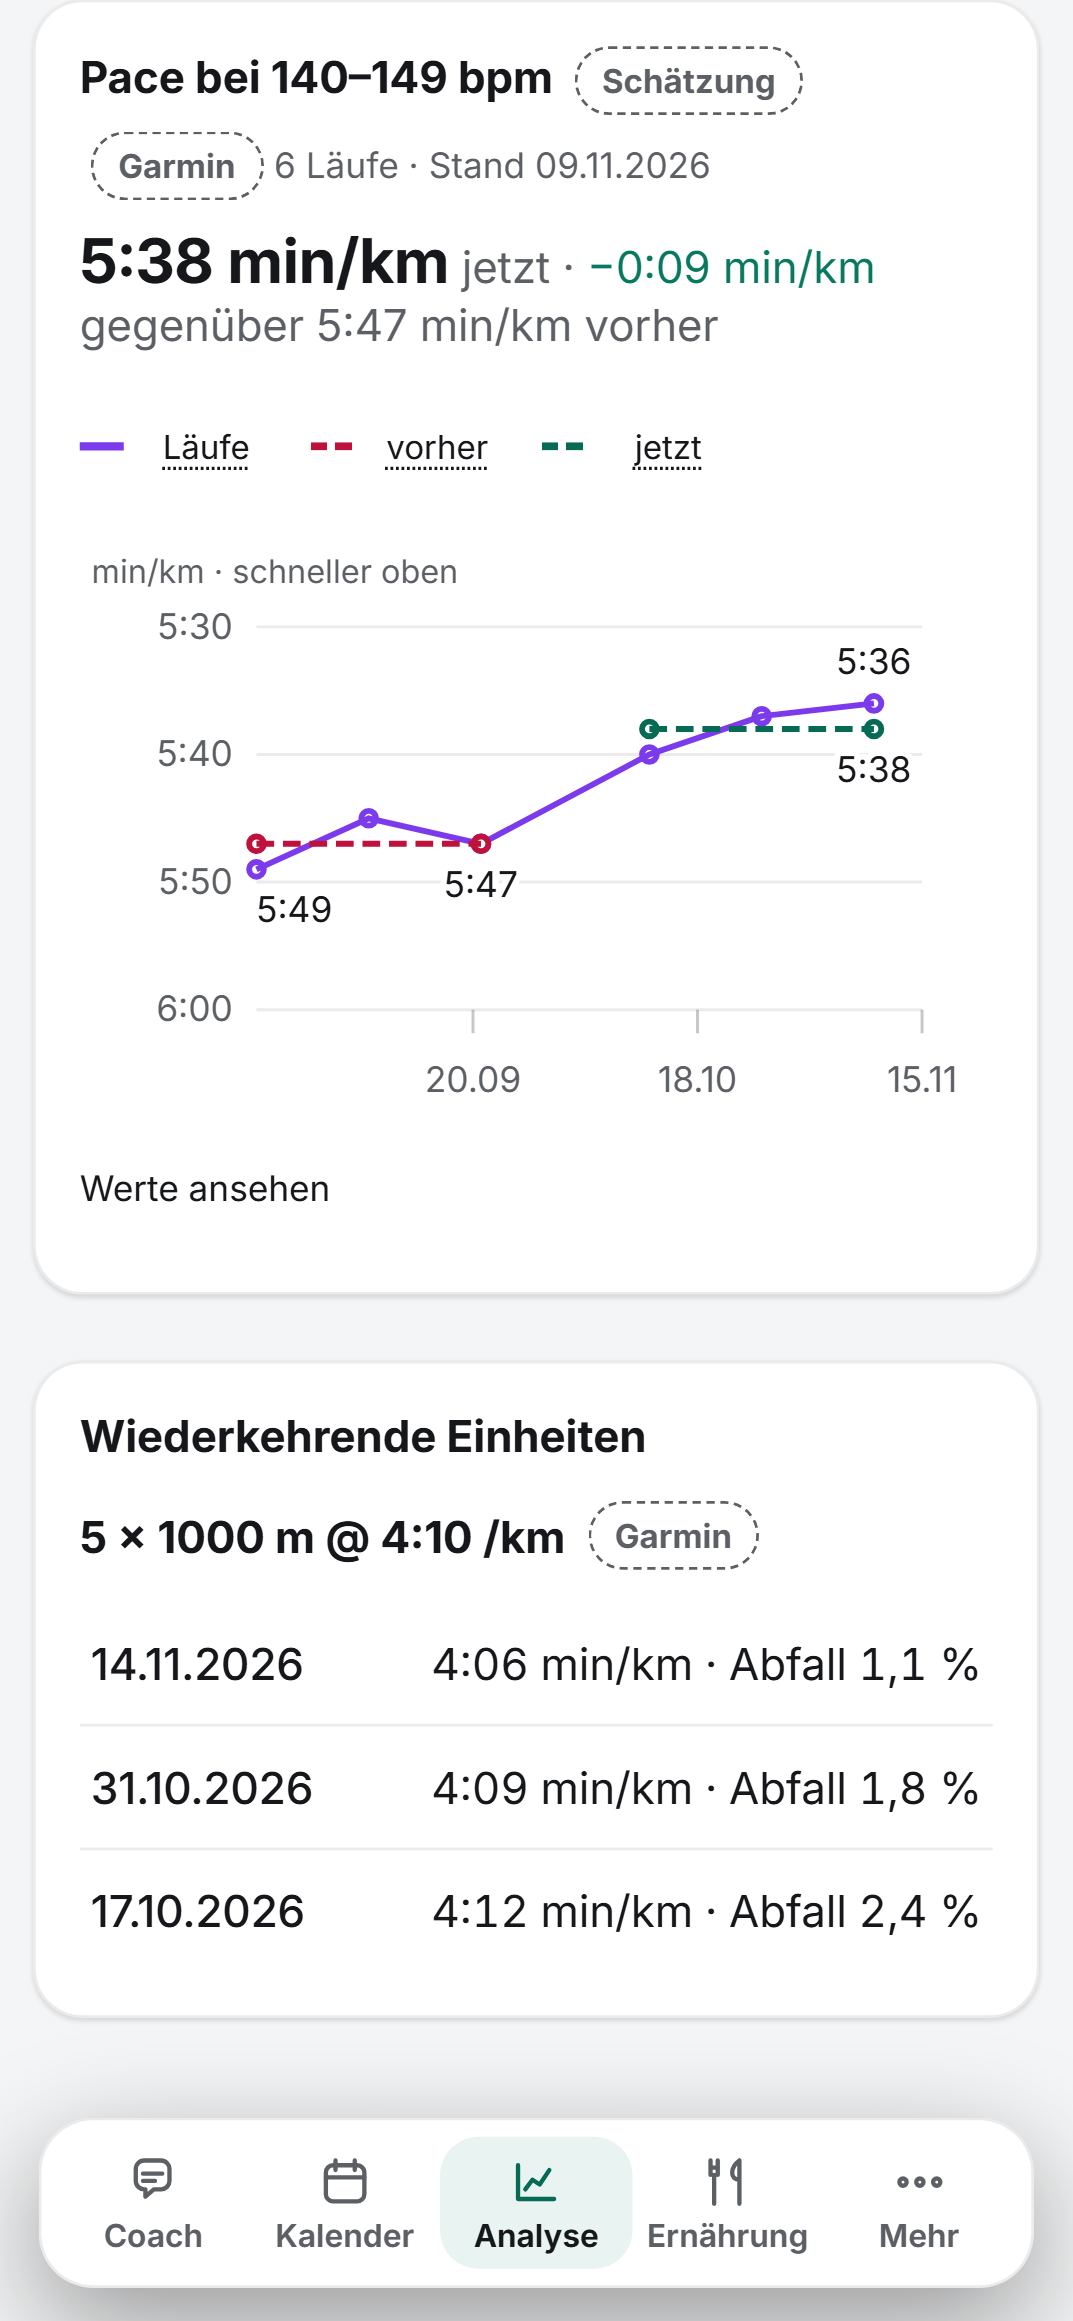 Pace bei 140–149 bpm Schätzung
Garmin 6 Läufe · Stand 09.11.2026
5:38 min/km jetzt · −0:09 min/km
gegenüber 5:47 min/km vorher
Läufe vorher jetzt
min/km · schneller oben
5:30
5:36
5:40
5:38
5:50
5:47
5:49
6:00
20.09 18.10 15.11
Werte ansehen
Wiederkehrende Einheiten
5 × 1000 m @ 4:10 /km Garmin
14.11.2026 4:06 min/km · Abfall 1,1 %
31.10.2026 4:09 min/km · Abfall 1,8 %
17.10.2026 4:12 min/km · Abfall 2,4 %
Coach Kalender Analyse Ernährung Mehr